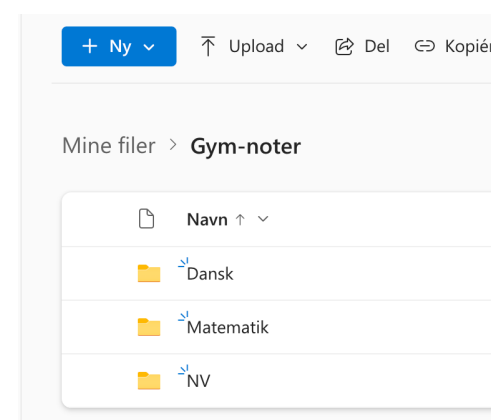 + Ny Upload Del Kopiér
Mine filer > Gym-noter
Navn ↑
Dansk
Matematik
NV